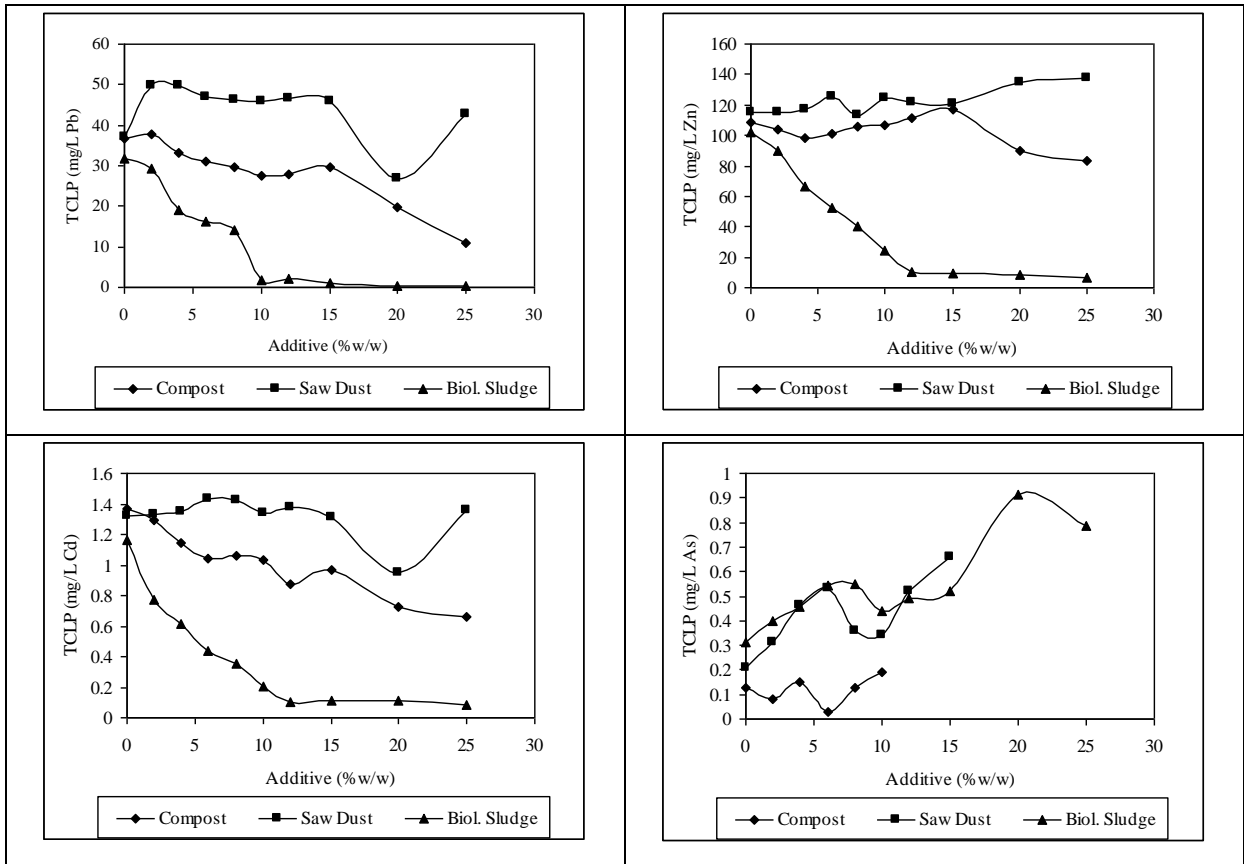 60
50
40
30
20
10
0
TCLP (mg/L Pb)
0 5 10 15 20 25 30
Additive (%w/w)
Compost Saw Dust Biol. Sludge
160
140
120
100
80
60
40
20
0
TCLP (mg/L Zn)
0 5 10 15 20 25 30
Additive (%w/w)
Compost Saw Dust Biol. Sludge
1.6
1.4
1.2
1
0.8
0.6
0.4
0.2
0
TCLP (mg/L Cd)
0 5 10 15 20 25 30
Additive (%w/w)
Compost Saw Dust Biol. Sludge
1
0.9
0.8
0.7
0.6
0.5
0.4
0.3
0.2
0.1
0
TCLP (mg/L As)
0 5 10 15 20 25 30
Additive (%w/w)
Compost Saw Dust Biol. Sludge